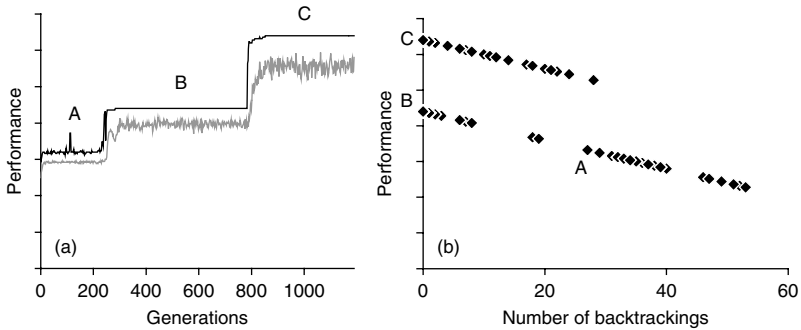 Performance
A
B
C
(a)
0 200 400 600 800 1000
Generations
Performance
C
B
A
(b)
0 20 40 60
Number of backtrackings